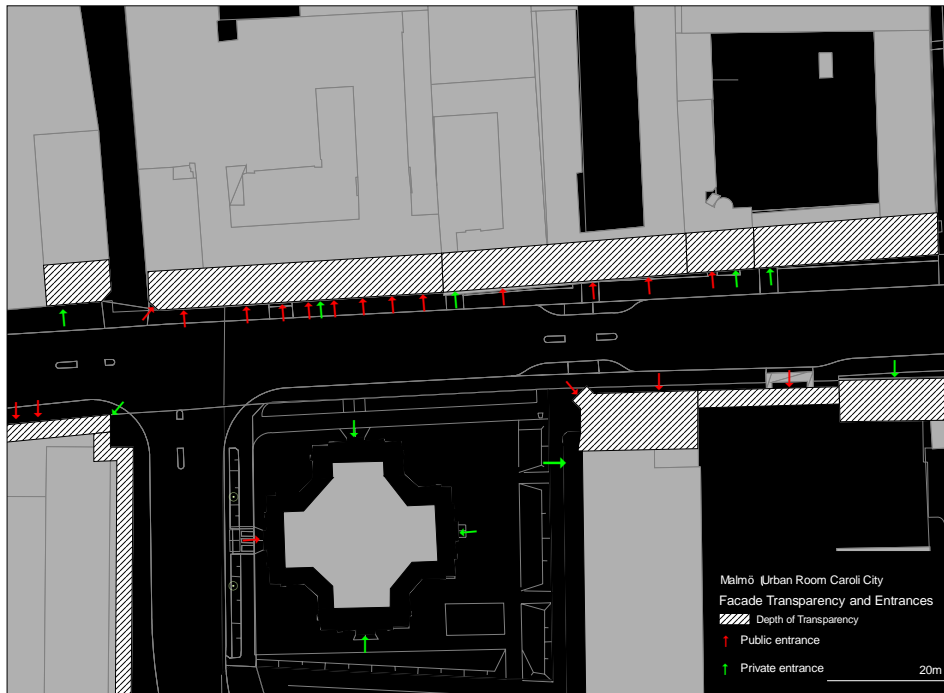 Malmö (Urban Room Caroli City
Facade Transparency and Entrances
Depth of Transparency
Public entrance
Private entrance
20m